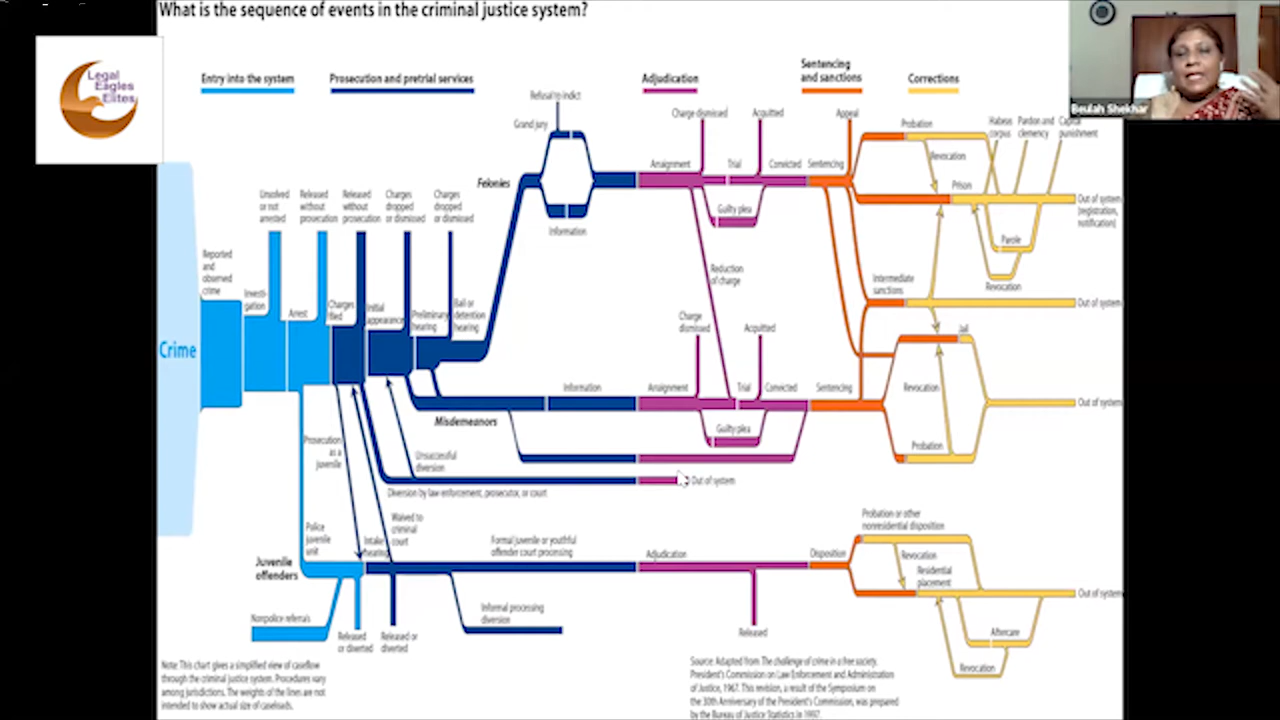 What is the sequence of events in the criminal justice system?
Legal
Eagles
Elites
Beulah Shekhar
Entry into the system
Prosecution and pretrial services
Adjudication
Sentencing
and sanctions
Corrections
Refusal to indict
Grand jury
Felonies
Information
Charge dismissed
Acquitted
Appeal
Arraignment
Trial
Convicted
Sentencing
Guilty plea
Reduction
of charge
Probation
Revocation
Prison
Habeas
corpus
Pardon and
clemency
Capital
punishment
Out of system
(registration,
notification)
Parole
Revocation
Intermediate
sanctions
Out of system
Unsolved
or not
arrested
Released
without
prosecution
Released
without
prosecution
Charges
dropped
or dismissed
Charges
dropped
or dismissed
Reported
and
observed
crime
Investi-
gation
Arrest
Charges
filed
Initial
appearance
Preliminary
hearing
Bail or
detention
hearing
Crime
Misdemeanors
Information
Charge
dismissed
Acquitted
Arraignment
Trial
Convicted
Sentencing
Guilty plea
Jail
Revocation
Probation
Out of system
Unsuccessful
diversion
Diversion by law enforcement, prosecutor, or court
Out of system
Prosecution
as a
juvenile
Waived to
criminal
court
Police
juvenile
unit
Intake
hearing
Juvenile
offenders
Formal juvenile or youthful
offender court processing
Adjudication
Disposition
Probation or other
nonresidential disposition
Revocation
Residential
placement
Out of system
Aftercare
Revocation
Nonpolice referrals
Released
or diverted
Released or
diverted
Informal processing
diversion
Released
Note: This chart gives a simplified view of caseflow
through the criminal justice system. Procedures vary
among jurisdictions. The weights of the lines are not
intended to show actual size of caseloads.
Source: Adapted from The challenge of crime in a free society,
President's Commission on Law Enforcement and Administration
of Justice, 1967. This revision, a result of the Symposium on
the 30th Anniversary of the President's Commission, was prepared
by the Bureau of Justice Statistics in 1997.